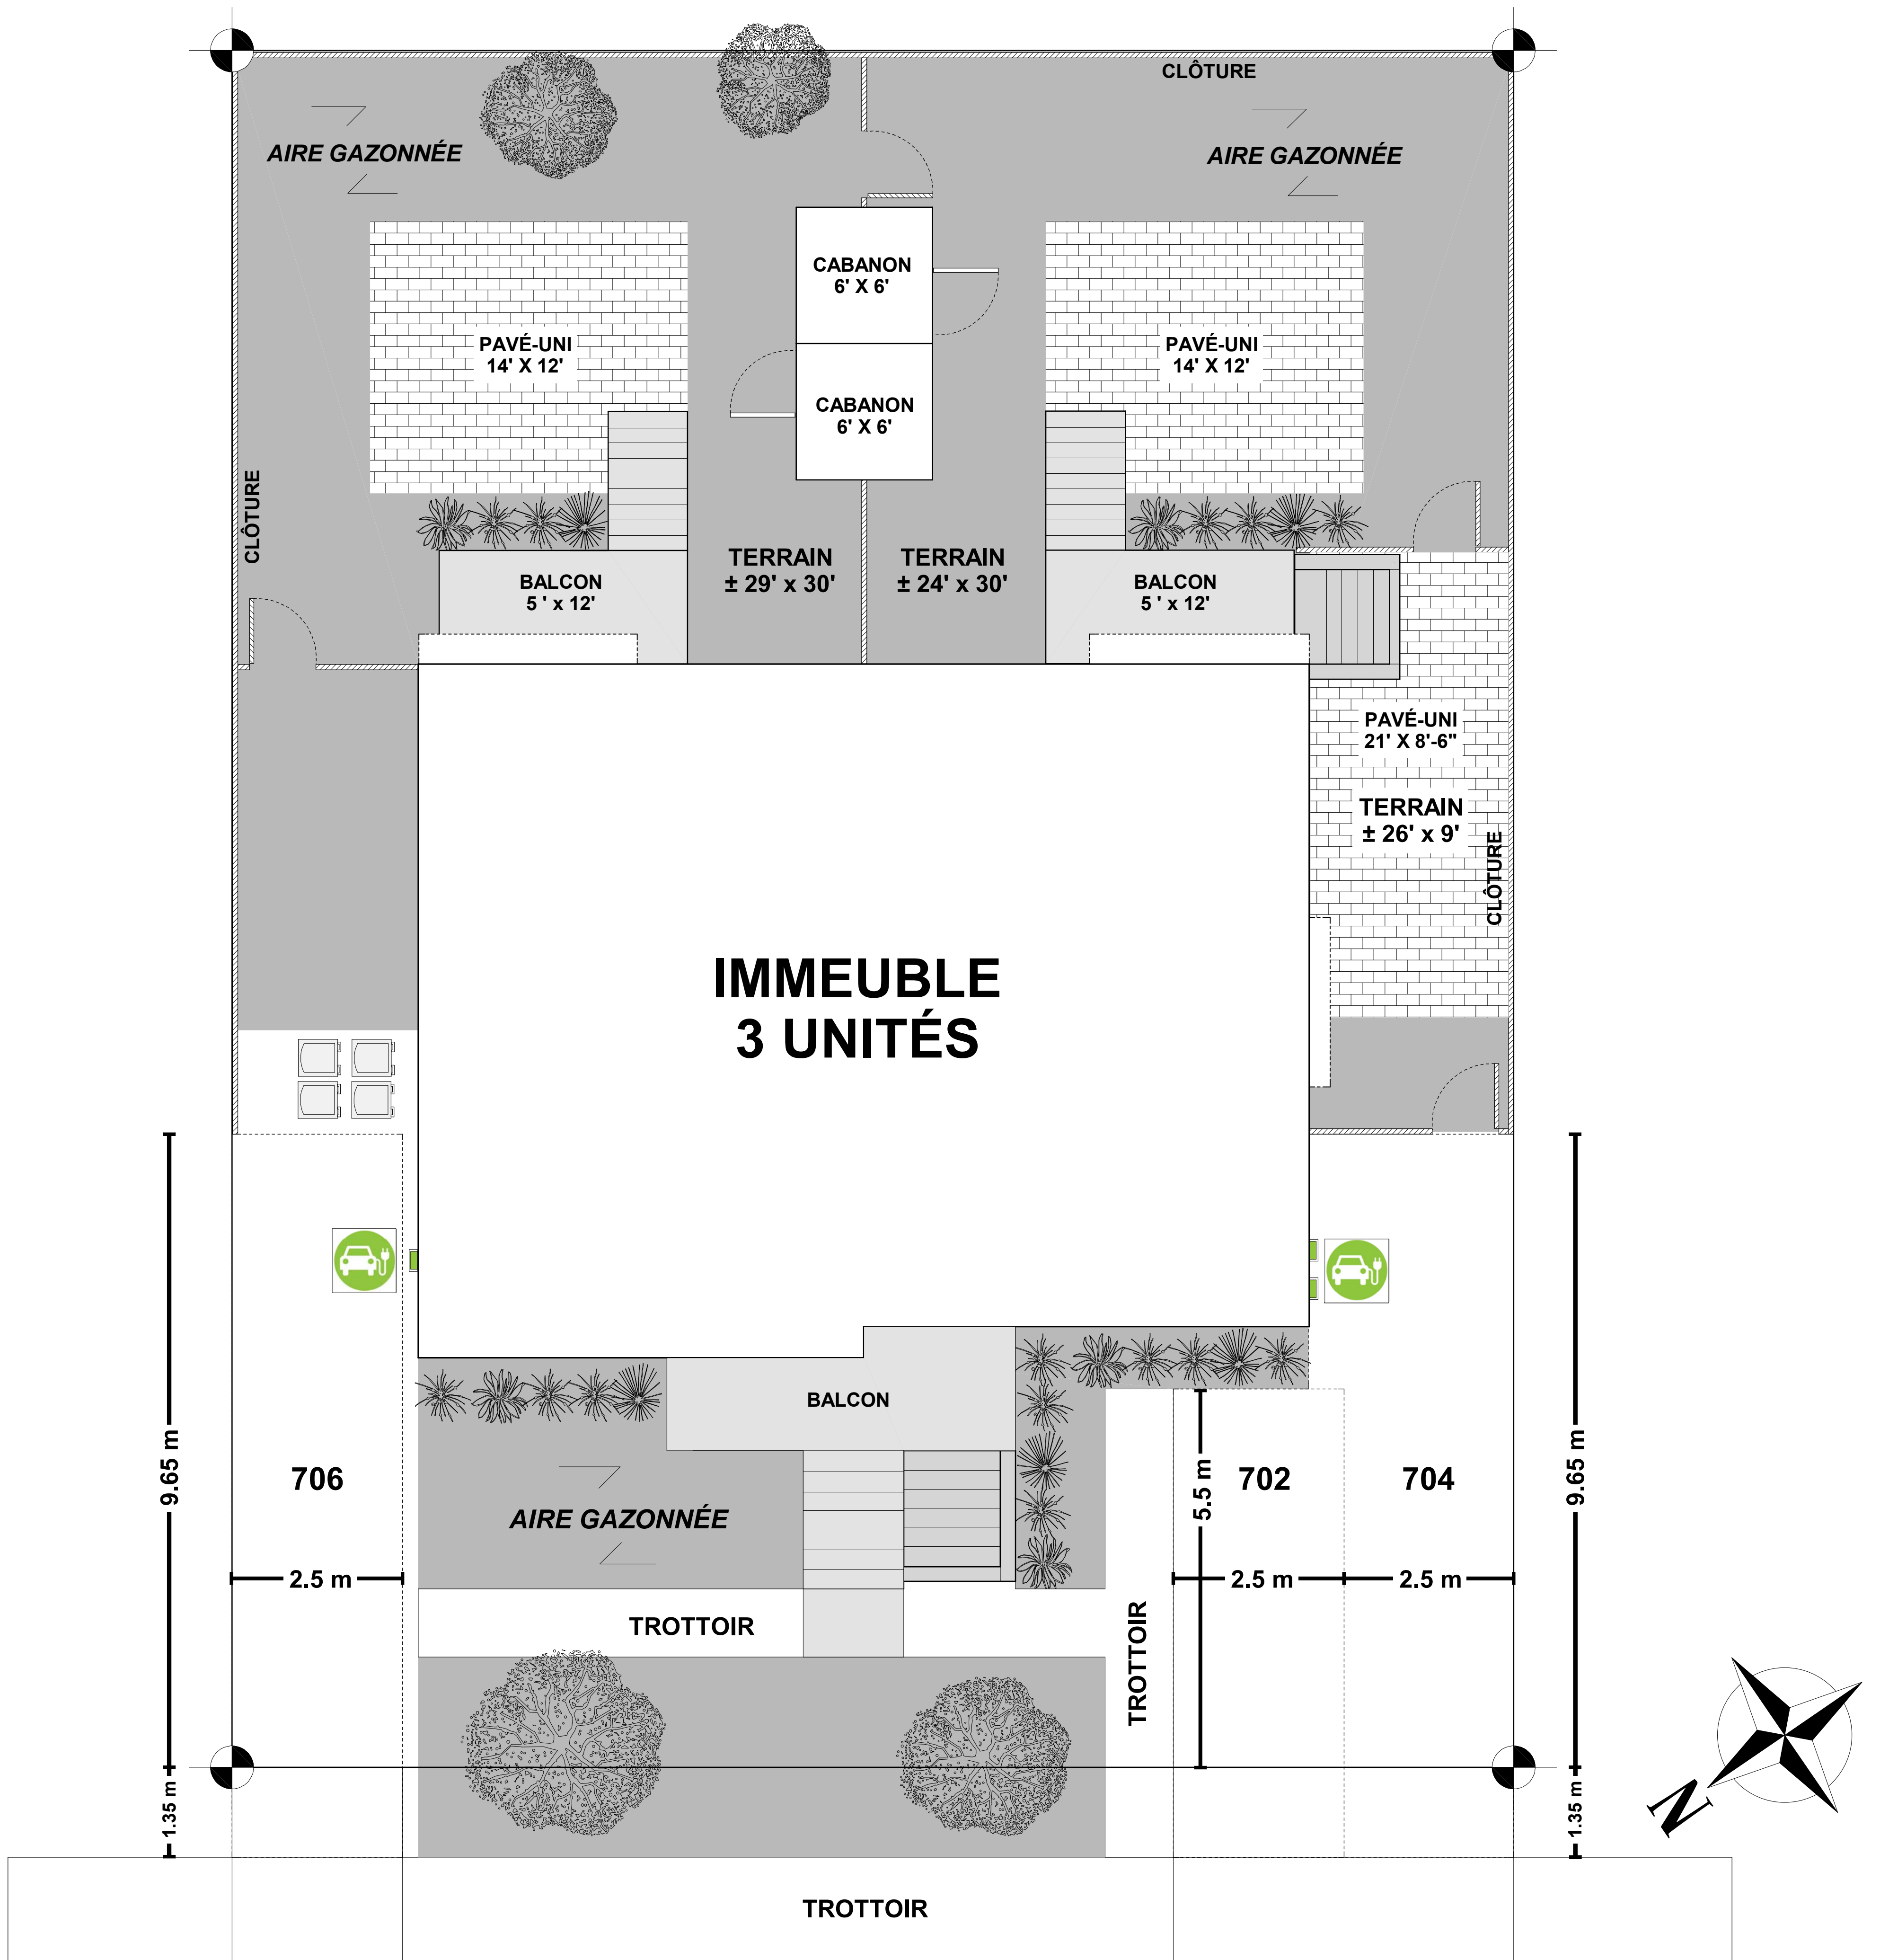 CLÔTURE
AIRE GAZONNÉE
AIRE GAZONNÉE
CABANON
6' X 6'
PAVÉ-UNI
14' X 12'
PAVÉ-UNI
14' X 12'
CABANON
6' X 6'
CLÔTURE
TERRAIN
± 29' x 30'
TERRAIN
± 24' x 30'
BALCON
5 ' x 12'
BALCON
5 ' x 12'
PAVÉ-UNI
21' X 8'-6"
TERRAIN
± 26' x 9'
CLÔTURE
IMMEUBLE
3 UNITÉS
BALCON
9.65 m
706
AIRE GAZONNÉE
5.5 m
702
704
9.65 m
2.5 m
2.5 m
2.5 m
TROTTOIR
TROTTOIR
1.35 m
1.35 m
N
TROTTOIR